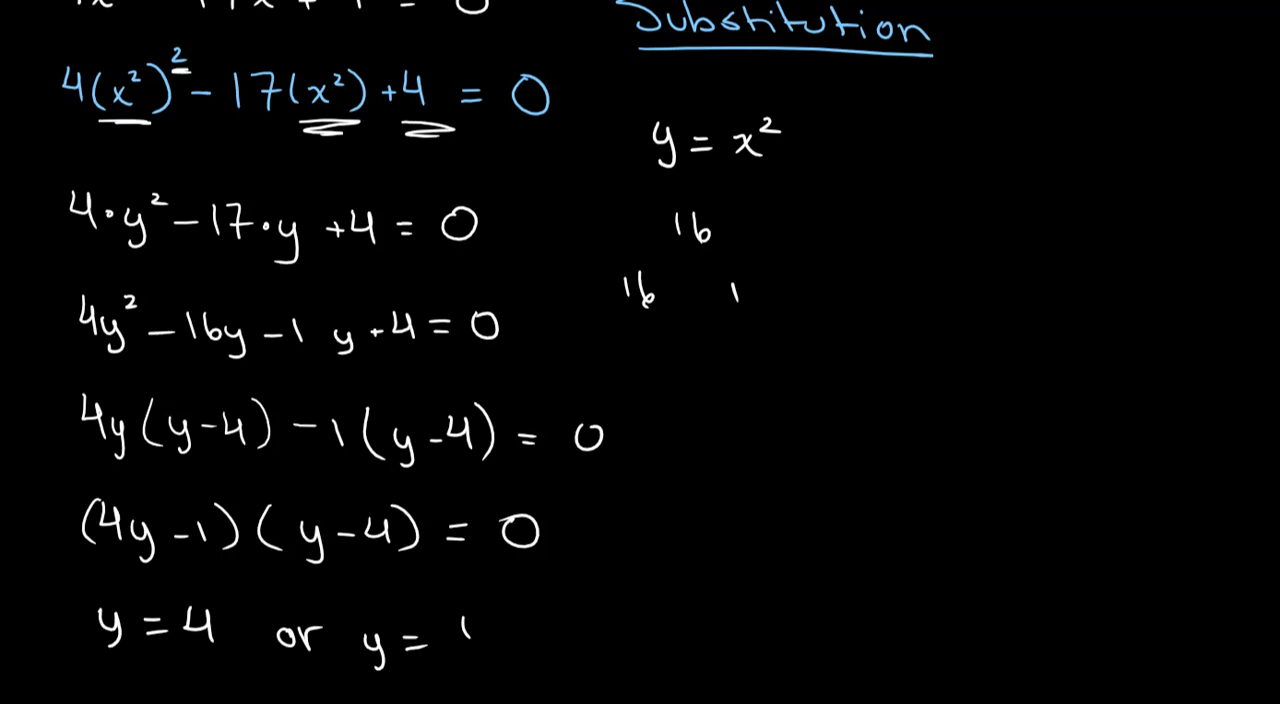 Substitution
4(x²)² - 17(x²) + 4 = 0
y = x²
4·y² - 17·y + 4 = 0
16
16 1
4y² - 16y - 1 y + 4 = 0
4y(y-4) - 1(y-4) = 0
(4y-1)(y-4) = 0
y = 4 or y = 1